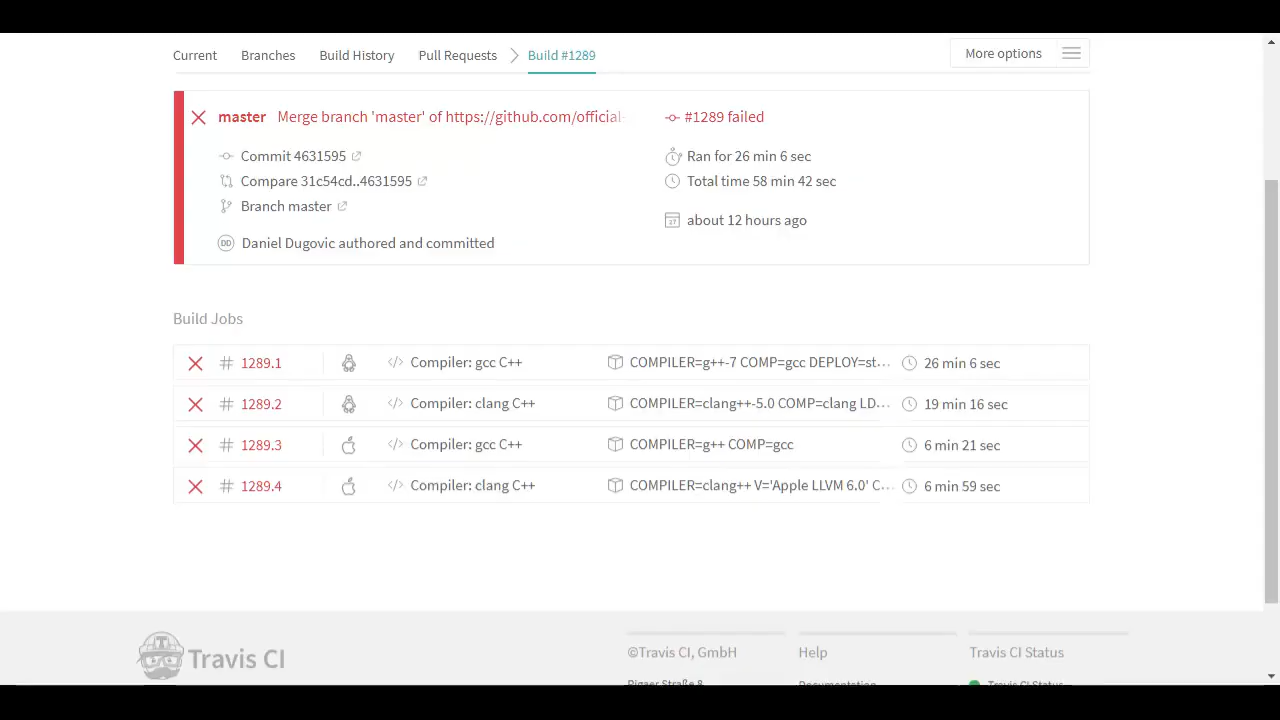 Current Branches Build History Pull Requests Build #1289 More options
master Merge branch 'master' of https://github.com/official- #1289 failed
Commit 4631595 Ran for 26 min 6 sec
Compare 31c54cd..4631595 Total time 58 min 42 sec
Branch master
about 12 hours ago
DD Daniel Dugovic authored and committed
Build Jobs
# 1289.1 </> Compiler: gcc C++ COMPILER=g++-7 COMP=gcc DEPLOY=st... 26 min 6 sec
# 1289.2 </> Compiler: clang C++ COMPILER=clang++-5.0 COMP=clang LD... 19 min 16 sec
# 1289.3 </> Compiler: gcc C++ COMPILER=g++ COMP=gcc 6 min 21 sec
# 1289.4 </> Compiler: clang C++ COMPILER=clang++ V='Apple LLVM 6.0' C... 6 min 59 sec
Travis CI
©Travis CI, GmbH Help Travis CI Status
Rigaer Straße 8 Documentation Travis CI Status